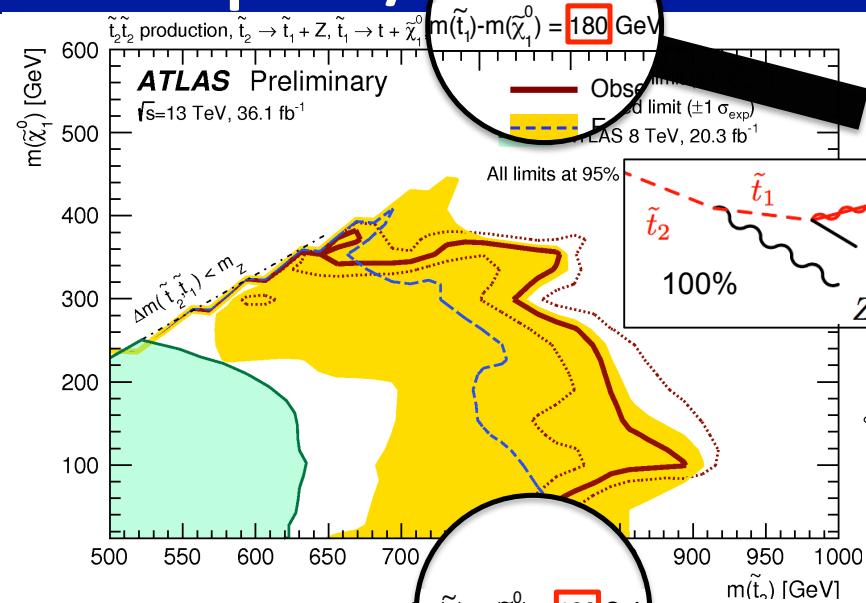 t̃₂t̃₂ production, t̃₂ → t̃₁ + Z, t̃₁ → t + χ̃₁⁰
m(t̃₁)-m(χ̃₁⁰) = 180 GeV
ATLAS Preliminary
√s=13 TeV, 36.1 fb⁻¹
limit (±1 σexp)
ATLAS 8 TeV, 20.3 fb⁻¹
All limits at 95%
t̃₁
t̃₂
100%
Z
Δm(t̃₂,t̃₁) < mZ
m(χ̃₁⁰) [GeV]
600
500
400
300
200
100
500 550 600 650 700 900 950 1000
m(t̃₂) [GeV]